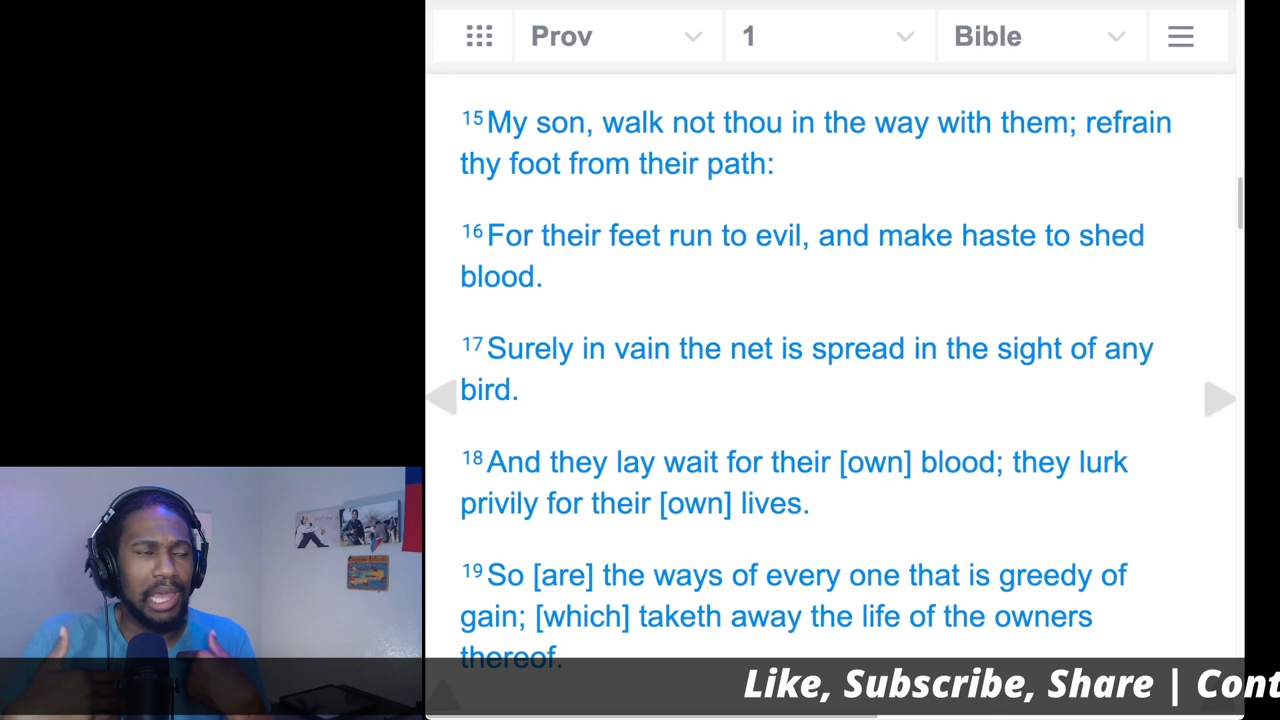 Prov 1 Bible
15 My son, walk not thou in the way with them; refrain
thy foot from their path:
16 For their feet run to evil, and make haste to shed
blood.
17 Surely in vain the net is spread in the sight of any
bird.
18 And they lay wait for their [own] blood; they lurk
privily for their [own] lives.
19 So [are] the ways of every one that is greedy of
gain; [which] taketh away the life of the owners
thereof.
Like, Subscribe, Share | Cont